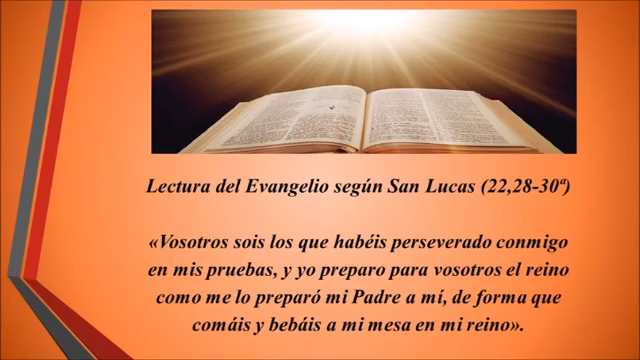 Lectura del Evangelio según San Lucas (22,28-30ª)
«Vosotros sois los que habéis perseverado conmigo
en mis pruebas, y yo preparo para vosotros el reino
como me lo preparó mi Padre a mí, de forma que
comáis y bebáis a mi mesa en mi reino».